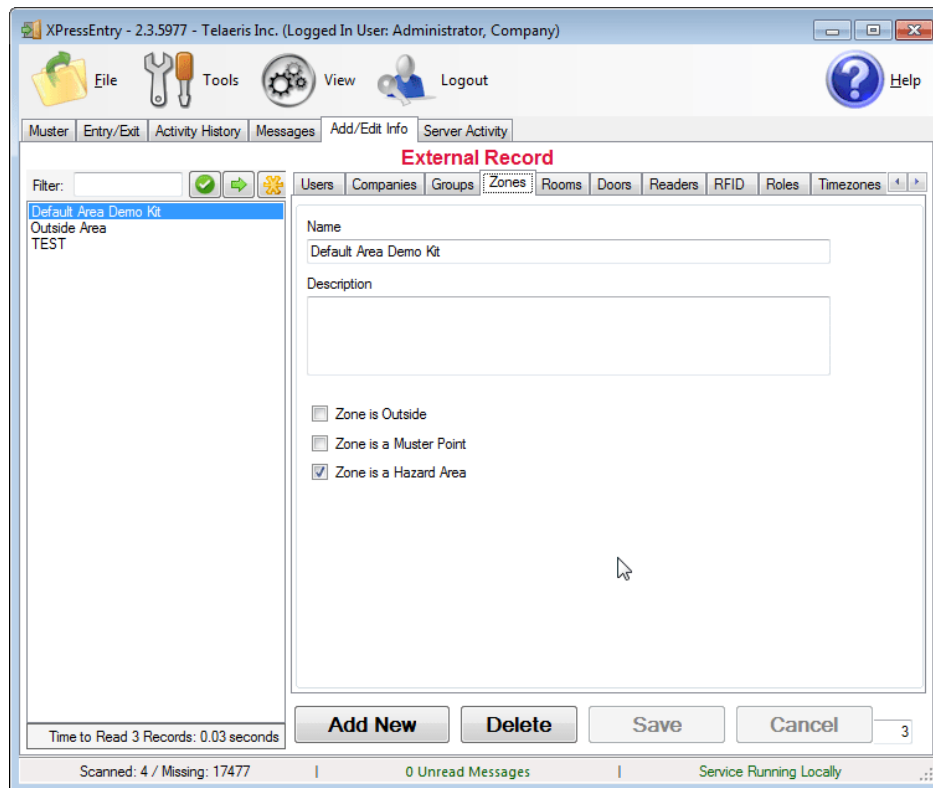 XPressEntry - 2.3.5977 - Telaeris Inc. (Logged In User: Administrator, Company)
File Tools View Logout Help
Muster Entry/Exit Activity History Messages Add/Edit Info Server Activity
External Record
Filter:
Users Companies Groups Zones Rooms Doors Readers RFID Roles Timezones
Default Area Demo Kit
Outside Area
TEST
Name
Default Area Demo Kit
Description
Zone is Outside
Zone is a Muster Point
Zone is a Hazard Area
Add New Delete Save Cancel
3
Time to Read 3 Records: 0.03 seconds
Scanned: 4 / Missing: 17477 | 0 Unread Messages | Service Running Locally